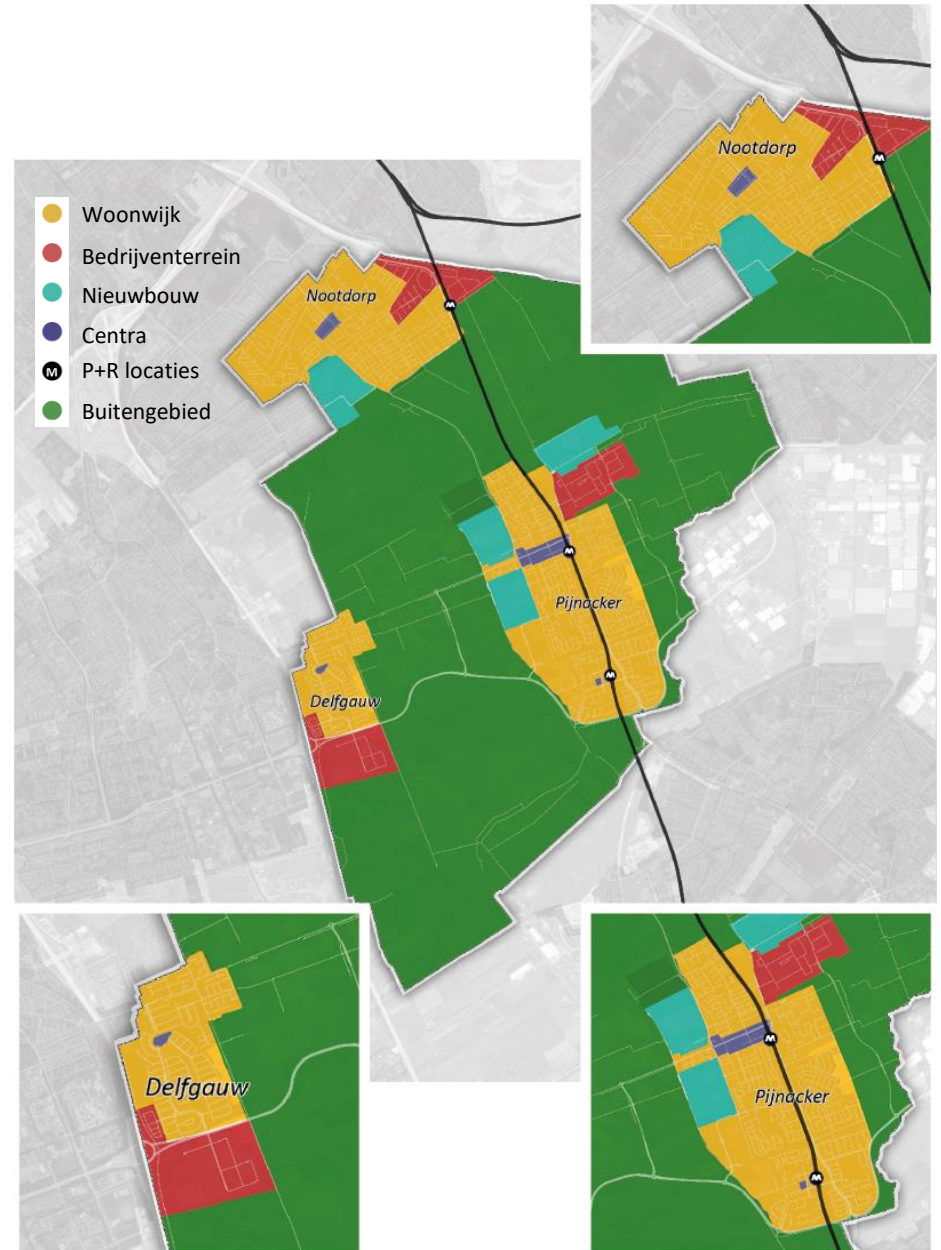 Nootdorp
Woonwijk
Bedrijventerrein
Nieuwbouw
Centra
M P+R locaties
Buitengebied
Nootdorp
M
M
Pijnacker
M
Delfgauw
M
Delfgauw
M
Pijnacker
M